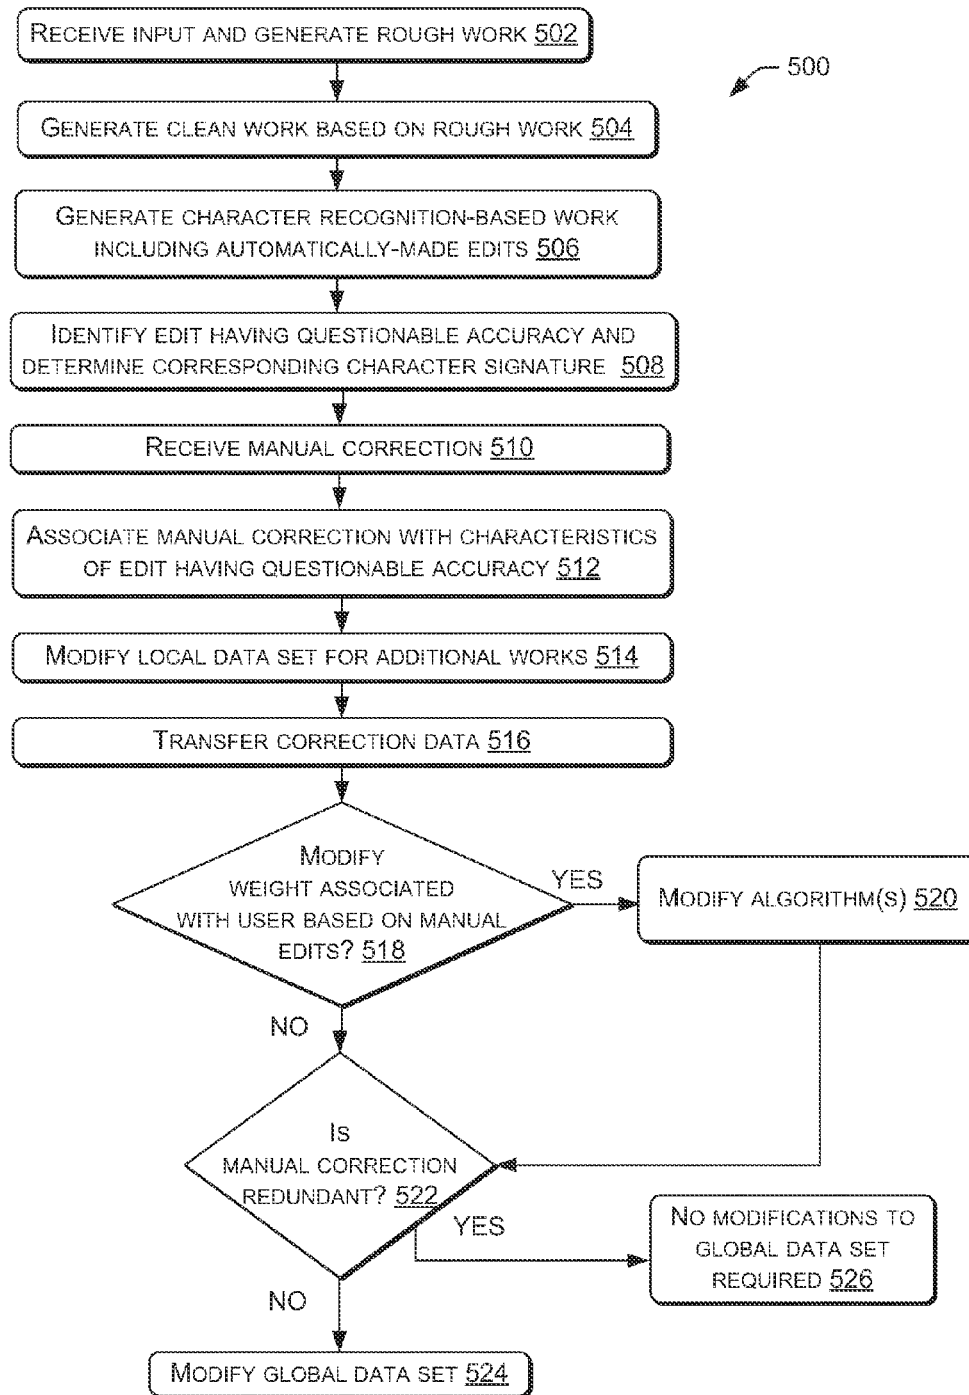 RECEIVE INPUT AND GENERATE ROUGH WORK 502
500
GENERATE CLEAN WORK BASED ON ROUGH WORK 504
GENERATE CHARACTER RECOGNITION-BASED WORK
INCLUDING AUTOMATICALLY-MADE EDITS 506
IDENTIFY EDIT HAVING QUESTIONABLE ACCURACY AND
DETERMINE CORRESPONDING CHARACTER SIGNATURE 508
RECEIVE MANUAL CORRECTION 510
ASSOCIATE MANUAL CORRECTION WITH CHARACTERISTICS
OF EDIT HAVING QUESTIONABLE ACCURACY 512
MODIFY LOCAL DATA SET FOR ADDITIONAL WORKS 514
TRANSFER CORRECTION DATA 516
MODIFY
WEIGHT ASSOCIATED
WITH USER BASED ON MANUAL
EDITS? 518
YES
MODIFY ALGORITHM(S) 520
NO
IS
MANUAL CORRECTION
REDUNDANT? 522
YES
NO MODIFICATIONS TO
GLOBAL DATA SET
REQUIRED 526
NO
MODIFY GLOBAL DATA SET 524